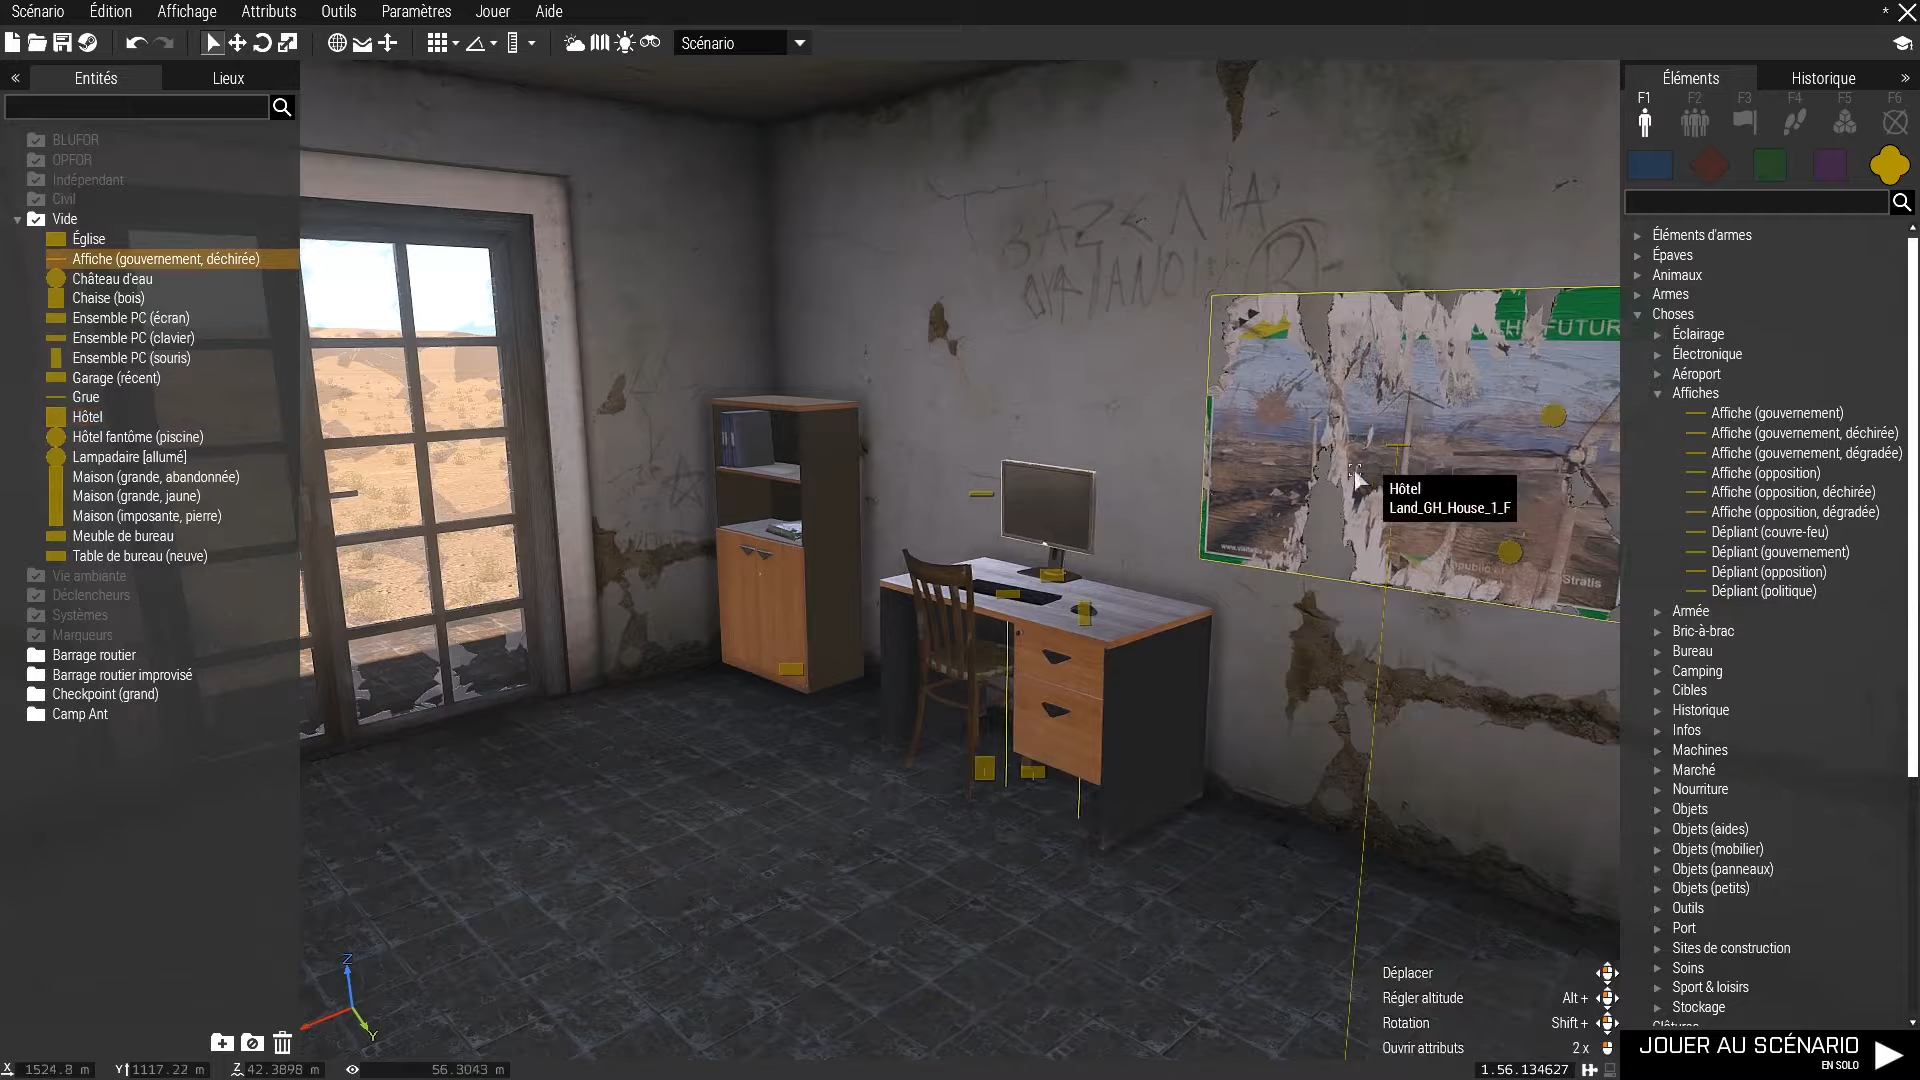 Scénario Édition Affichage Attributs Outils Paramètres Jouer Aide *
Scénario
Entités Lieux
BLUFOR
OPFOR
Indépendant
Civil
Vide
Église
Affiche (gouvernement, déchirée)
Château d'eau
Chaise (bois)
Ensemble PC (écran)
Ensemble PC (clavier)
Ensemble PC (souris)
Garage (récent)
Grue
Hôtel
Hôtel fantôme (piscine)
Lampadaire [allumé]
Maison (grande, abandonnée)
Maison (grande, jaune)
Maison (imposante, pierre)
Meuble de bureau
Table de bureau (neuve)
Vie ambiante
Déclencheurs
Systèmes
Marqueurs
Barrage routier
Barrage routier improvisé
Checkpoint (grand)
Camp Ant
Z
Y
X 1524.8 m Y 1117.22 m Z 42.3898 m 56.3043 m
FUTUR
Stratis
Hôtel
Land_GH_House_1_F
Déplacer
Régler altitude Alt +
Rotation Shift +
Ouvrir attributs 2 x
1.56.134627
Éléments Historique
F1 F2 F3 F4 F5 F6
Éléments d'armes
Épaves
Animaux
Armes
Choses
Éclairage
Électronique
Aéroport
Affiches
Affiche (gouvernement)
Affiche (gouvernement, déchirée)
Affiche (gouvernement, dégradée)
Affiche (opposition)
Affiche (opposition, déchirée)
Affiche (opposition, dégradée)
Dépliant (couvre-feu)
Dépliant (gouvernement)
Dépliant (opposition)
Dépliant (politique)
Armée
Bric-à-brac
Bureau
Camping
Cibles
Historique
Infos
Machines
Marché
Nourriture
Objets
Objets (aides)
Objets (mobilier)
Objets (panneaux)
Objets (petits)
Outils
Port
Sites de construction
Soins
Sport & loisirs
Stockage
Clôtures
JOUER AU SCÉNARIO
EN SOLO